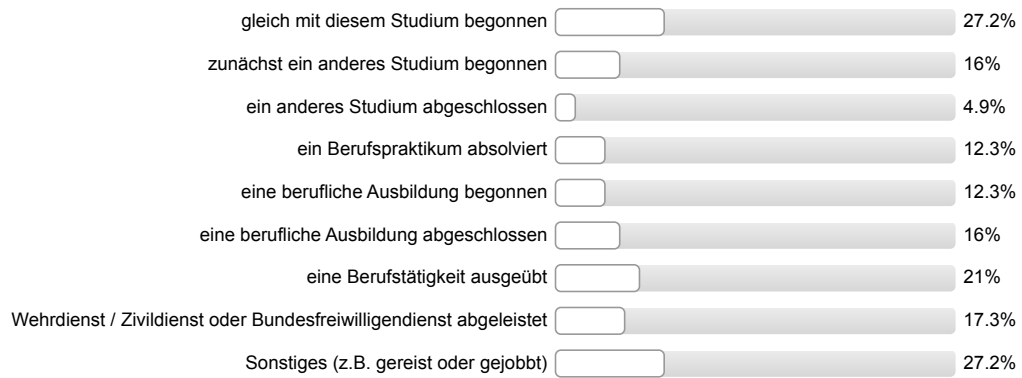 gleich mit diesem Studium begonnen 27.2%
zunächst ein anderes Studium begonnen 16%
ein anderes Studium abgeschlossen 4.9%
ein Berufspraktikum absolviert 12.3%
eine berufliche Ausbildung begonnen 12.3%
eine berufliche Ausbildung abgeschlossen 16%
eine Berufstätigkeit ausgeübt 21%
Wehrdienst / Zivildienst oder Bundesfreiwilligendienst abgeleistet 17.3%
Sonstiges (z.B. gereist oder gejobbt) 27.2%